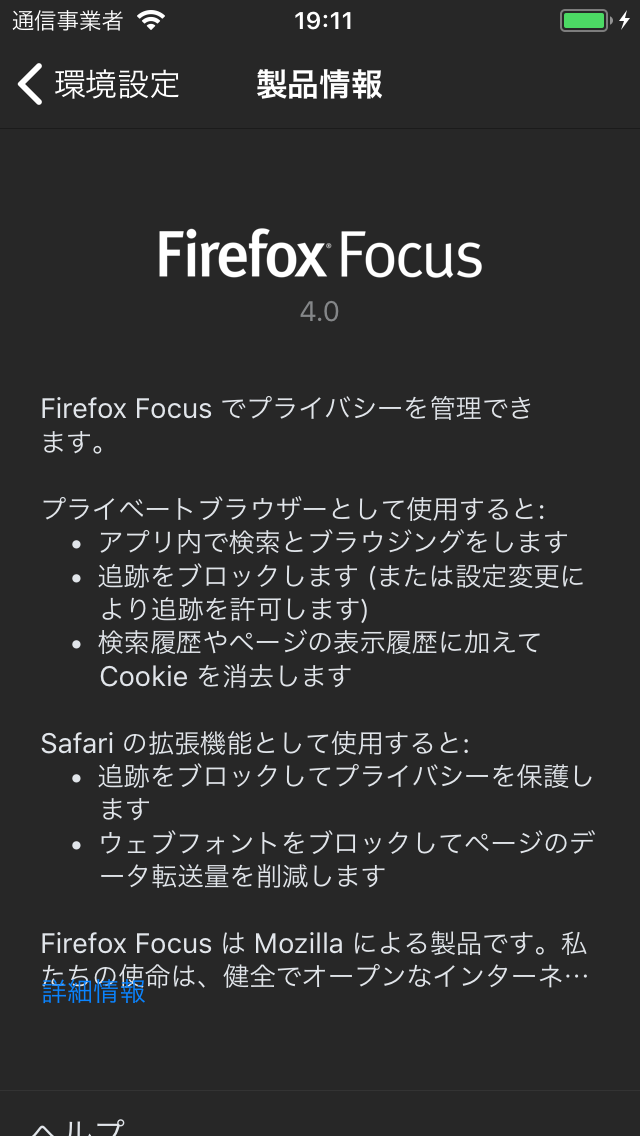 通信事業者 19:11
環境設定 製品情報
Firefox Focus
4.0
Firefox Focus でプライバシーを管理でき
ます。
プライベートブラウザーとして使用すると:
• アプリ内で検索とブラウジングをします
• 追跡をブロックします (または設定変更に
より追跡を許可します)
• 検索履歴やページの表示履歴に加えて
Cookie を消去します
Safari の拡張機能として使用すると:
• 追跡をブロックしてプライバシーを保護し
ます
• ウェブフォントをブロックしてページのデ
ータ転送量を削減します
Firefox Focus は Mozilla による製品です。私
たちの使命は、健全でオープンなインターネ…
詳細情報
ヘルプ